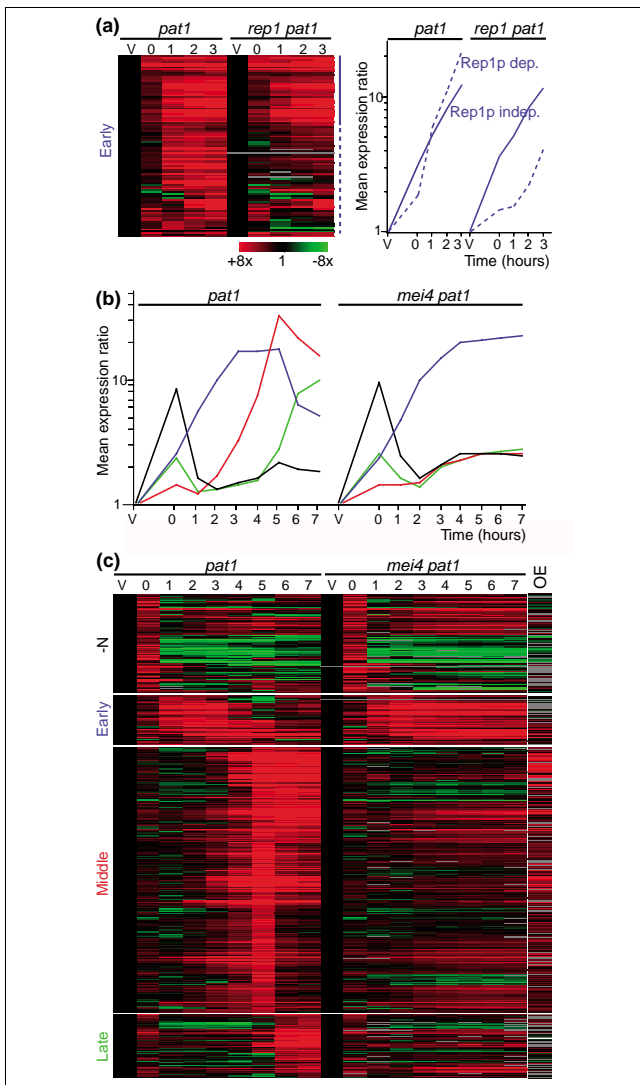 (a)
pat1
rep1 pat1
V 0 1 2 3 V 0 1 2 3
Early
+8x 1 -8x
pat1
rep1 pat1
Mean expression ratio
10
1
Rep1p dep.
Rep1p indep.
V 0 1 2 3 V 0 1 2 3
Time (hours)
(b)
pat1
mei4 pat1
Mean expression ratio
10
1
V 0 1 2 3 4 5 6 7 V 0 1 2 3 4 5 6 7
Time (hours)
(c)
pat1
mei4 pat1
OE
V 0 1 2 3 4 5 6 7 V 0 1 2 3 4 5 6 7
-N
Early
Middle
Late